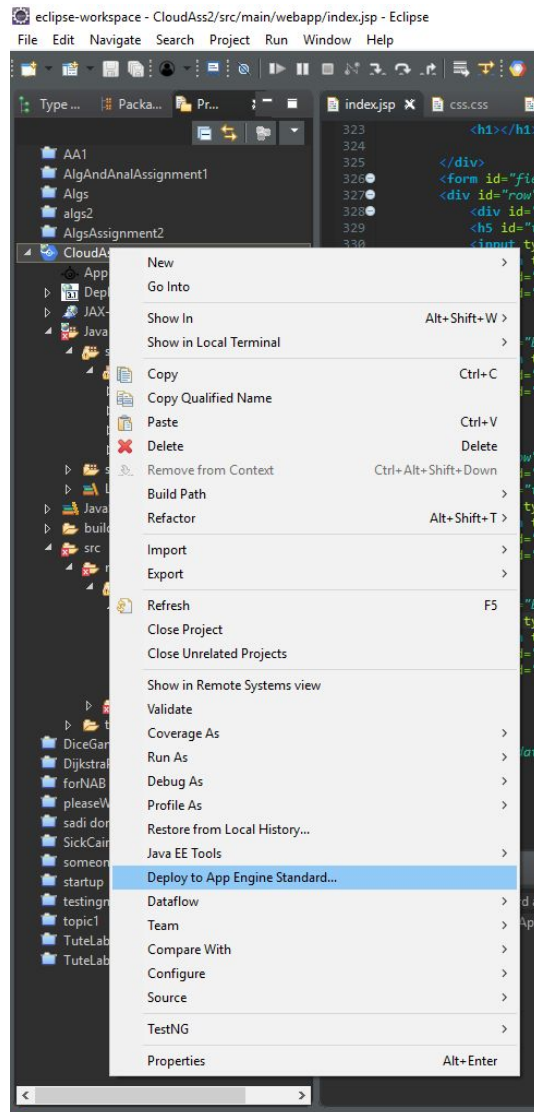 eclipse-workspace - CloudAss2/src/main/webapp/index.jsp - Eclipse
File Edit Navigate Search Project Run Window Help
Type ... Packa... Pr...
index.jsp css.css
AA1
AlgAndAnalAssignment1
Algs
algs2
AlgsAssignment2
CloudAs
App
Depl
JAX-
Java
Java
build
src
DiceGam
Dijkstra
forNAB
pleaseW
sadi don
SickCair
someon
startup
testingn
topic1
TuteLab
TuteLab
323 <h1></h1
324
325 </div>
326 <form id="fie
327 <div id="row"
328 <div id="
329 <h5 id="
330 <input ty
New
Go Into
Show In Alt+Shift+W >
Show in Local Terminal >
Copy Ctrl+C
Copy Qualified Name
Paste Ctrl+V
Delete Delete
Remove from Context Ctrl+Alt+Shift+Down
Build Path >
Refactor Alt+Shift+T >
Import >
Export >
Refresh F5
Close Project
Close Unrelated Projects
Show in Remote Systems view
Validate
Coverage As >
Run As >
Debug As >
Profile As >
Restore from Local History...
Java EE Tools >
Deploy to App Engine Standard...
Dataflow >
Team >
Compare With >
Configure >
Source >
TestNG >
Properties Alt+Enter